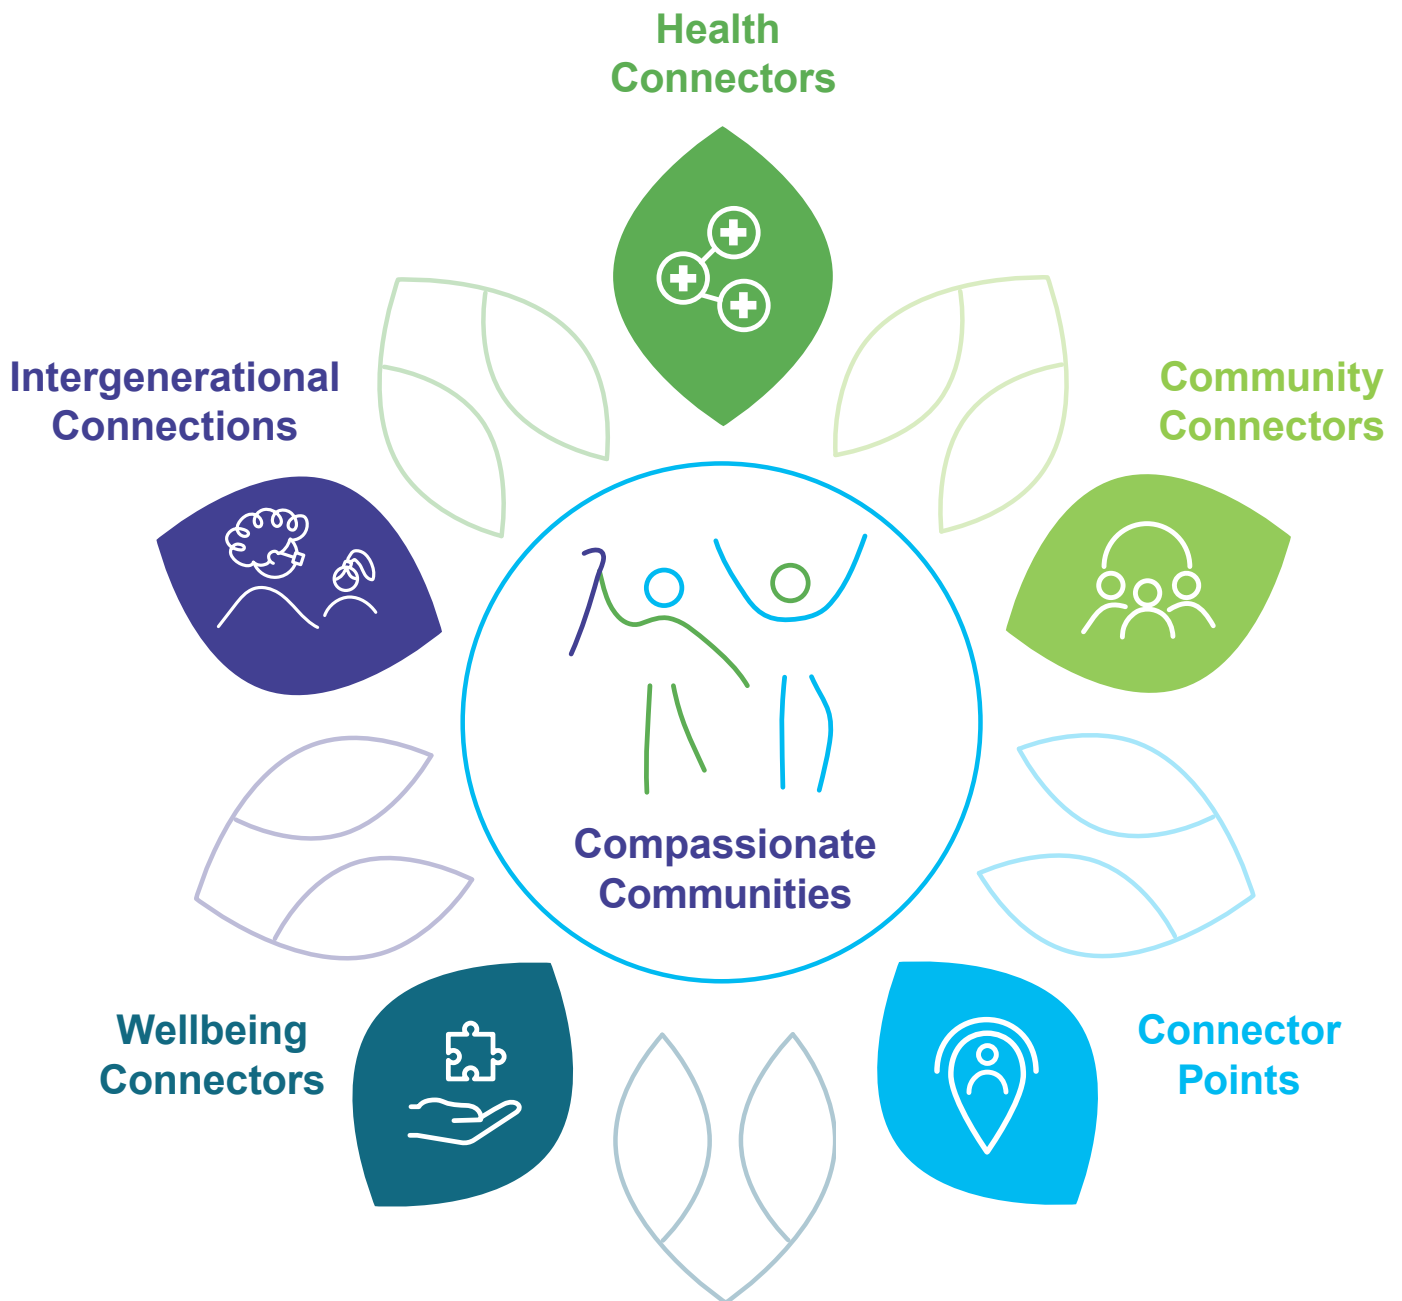 Health
Connectors
Intergenerational
Connections
Community
Connectors
Compassionate
Communities
Wellbeing
Connectors
Connector
Points